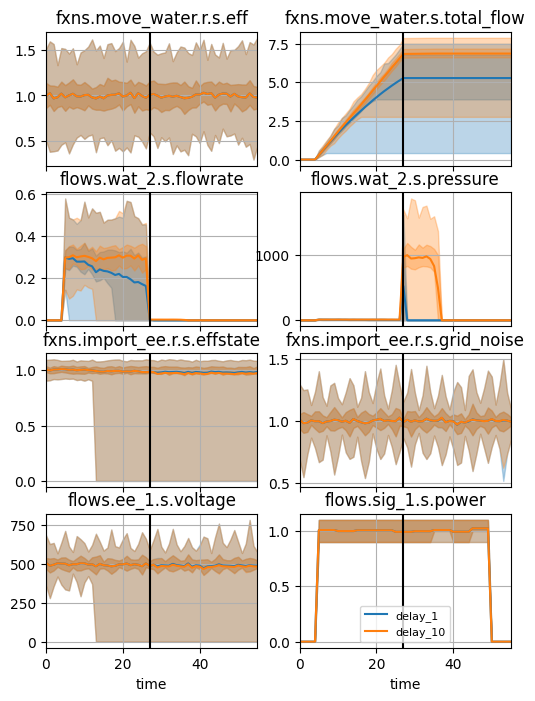 fxns.move_water.r.s.eff
fxns.move_water.s.total_flow
1.5
1.0
0.5
7.5
5.0
2.5
0.0
flows.wat_2.s.flowrate
flows.wat_2.s.pressure
0.6
0.4
0.2
0.0
1000
0
fxns.import_ee.r.s.effstate
fxns.import_ee.r.s.grid_noise
1.0
0.5
0.0
1.5
1.0
0.5
flows.ee_1.s.voltage
flows.sig_1.s.power
750
500
250
0
1.0
0.5
0.0
delay_1
delay_10
0 20 40
0 20 40
time
time